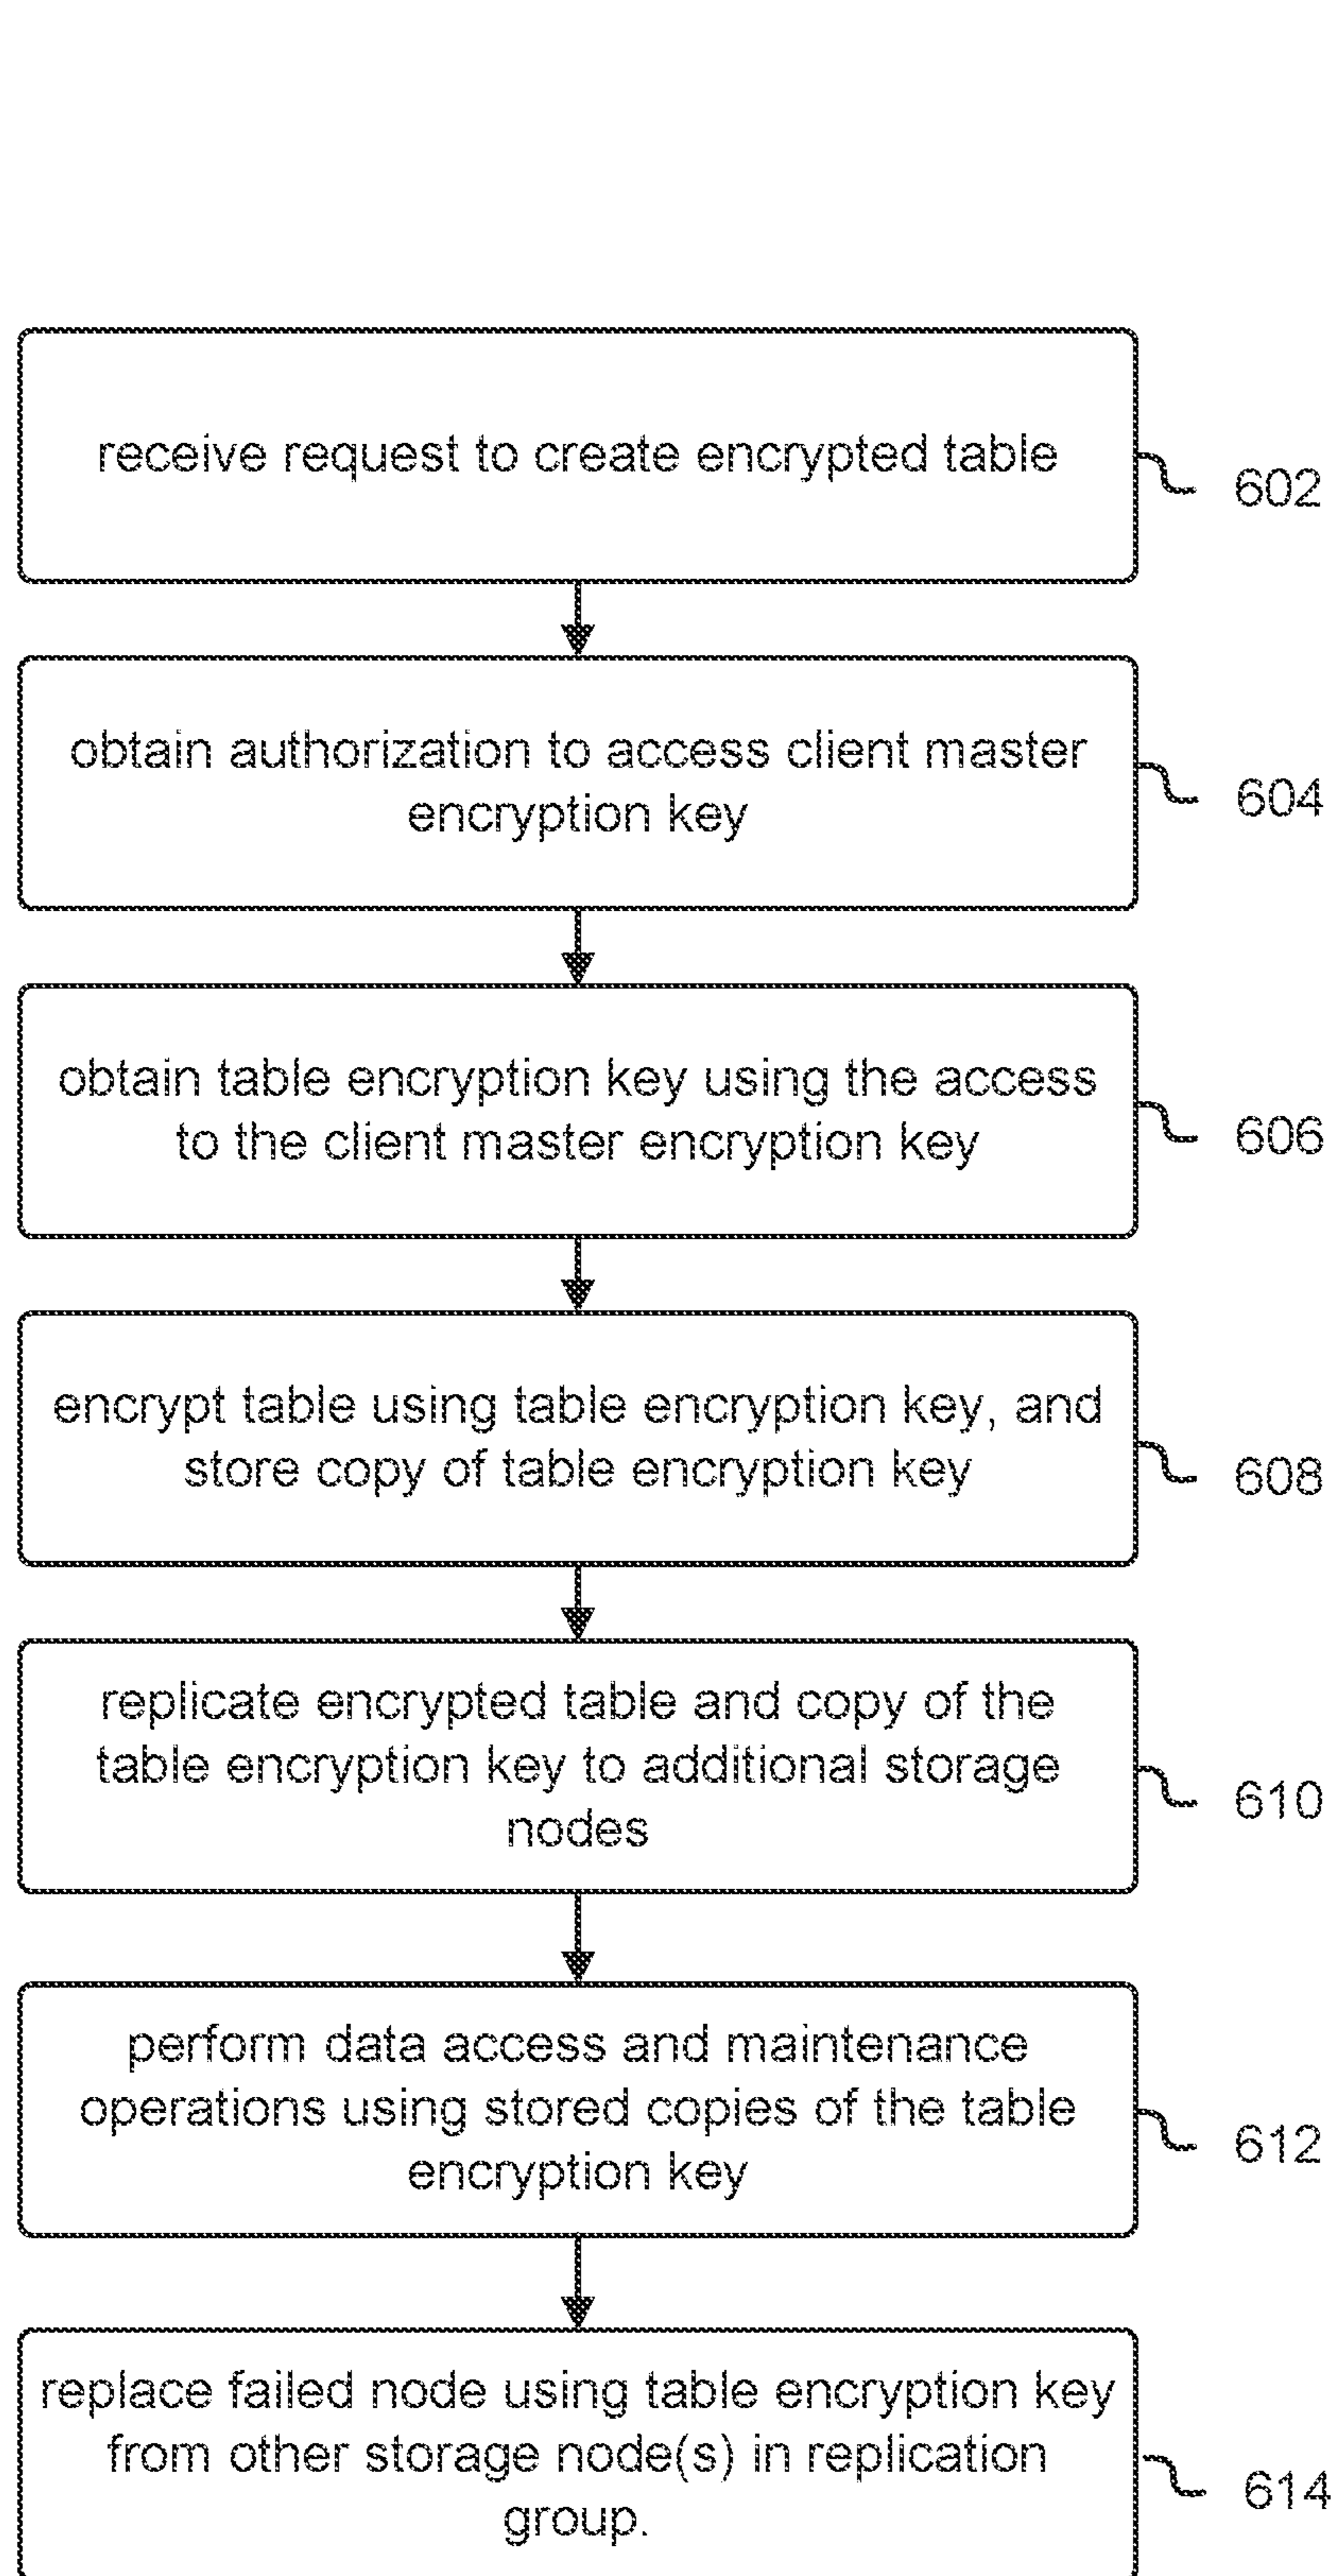 receive request to create encrypted table
602
obtain authorization to access client master
encryption key
604
obtain table encryption key using the access
to the client master encryption key
606
encrypt table using table encryption key, and
store copy of table encryption key
608
replicate encrypted table and copy of the
table encryption key to additional storage
nodes
610
perform data access and maintenance
operations using stored copies of the table
encryption key
612
replace failed node using table encryption key
from other storage node(s) in replication
group.
614